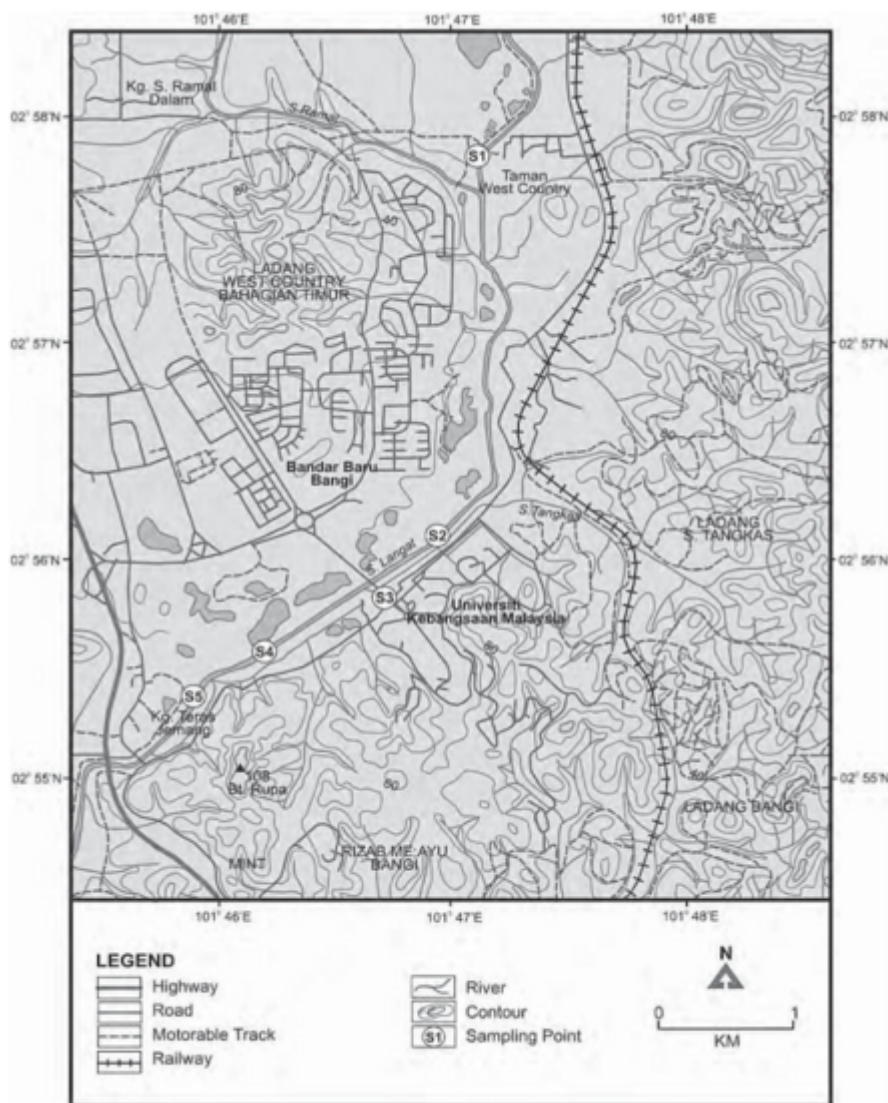 101° 46'E 101° 47'E 101° 48'E
Kg. S. Ramal
Dalam
02° 58'N 02° 58'N
S. Ramal
S1
Taman
West Country
80
40
LADANG
WEST COUNTRY
BAHAGIAN TIMUR
02° 57'N 02° 57'N
Bandar Baru
Bangi
S. Tangkas
LADANG
S. TANGKAS
S2
02° 56'N 02° 56'N
S. Langat
S3
Universiti
Kebangsaan Malaysia
S4
S5
Kg. Teras
Jernang
02° 55'N 02° 55'N
108
Bt. Rupa
LADANG BANGI
MINT
BANGI
101° 46'E 101° 47'E 101° 48'E
LEGEND
Highway
Road
Motorable Track
Railway
River
Contour
S1 Sampling Point
N
0 1
KM